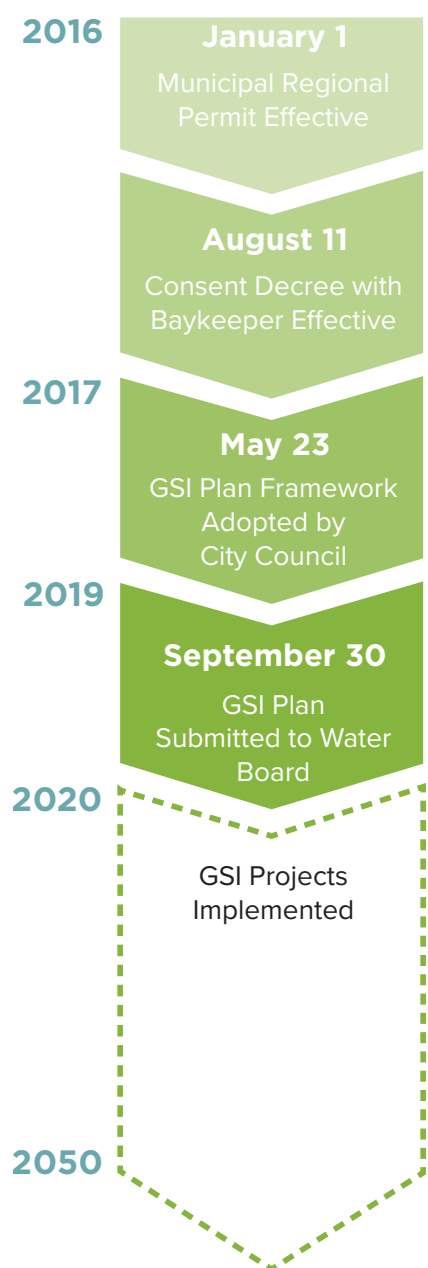 2016
January 1
Municipal Regional
Permit Effective
August 11
Consent Decree with
Baykeeper Effective
2017
May 23
GSI Plan Framework
Adopted by
City Council
2019
September 30
GSI Plan
Submitted to Water
Board
2020
GSI Projects
Implemented
2050